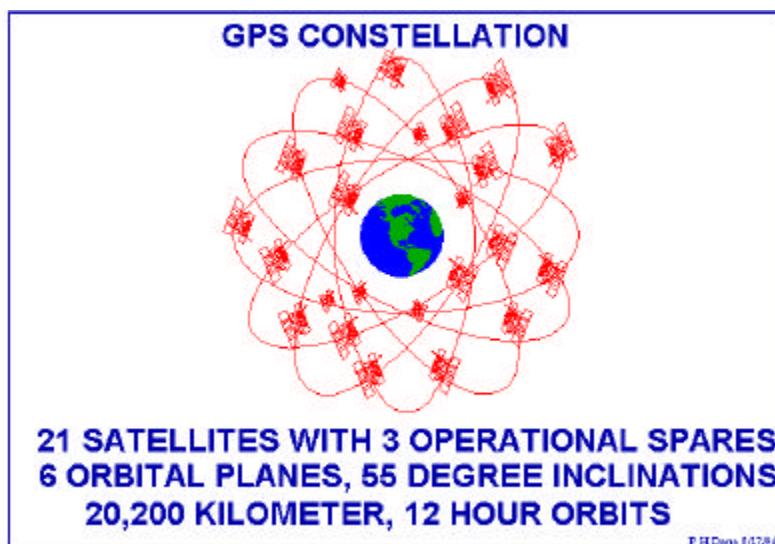 GPS CONSTELLATION
21 SATELLITES WITH 3 OPERATIONAL SPARES
6 ORBITAL PLANES, 55 DEGREE INCLINATIONS
20,200 KILOMETER, 12 HOUR ORBITS